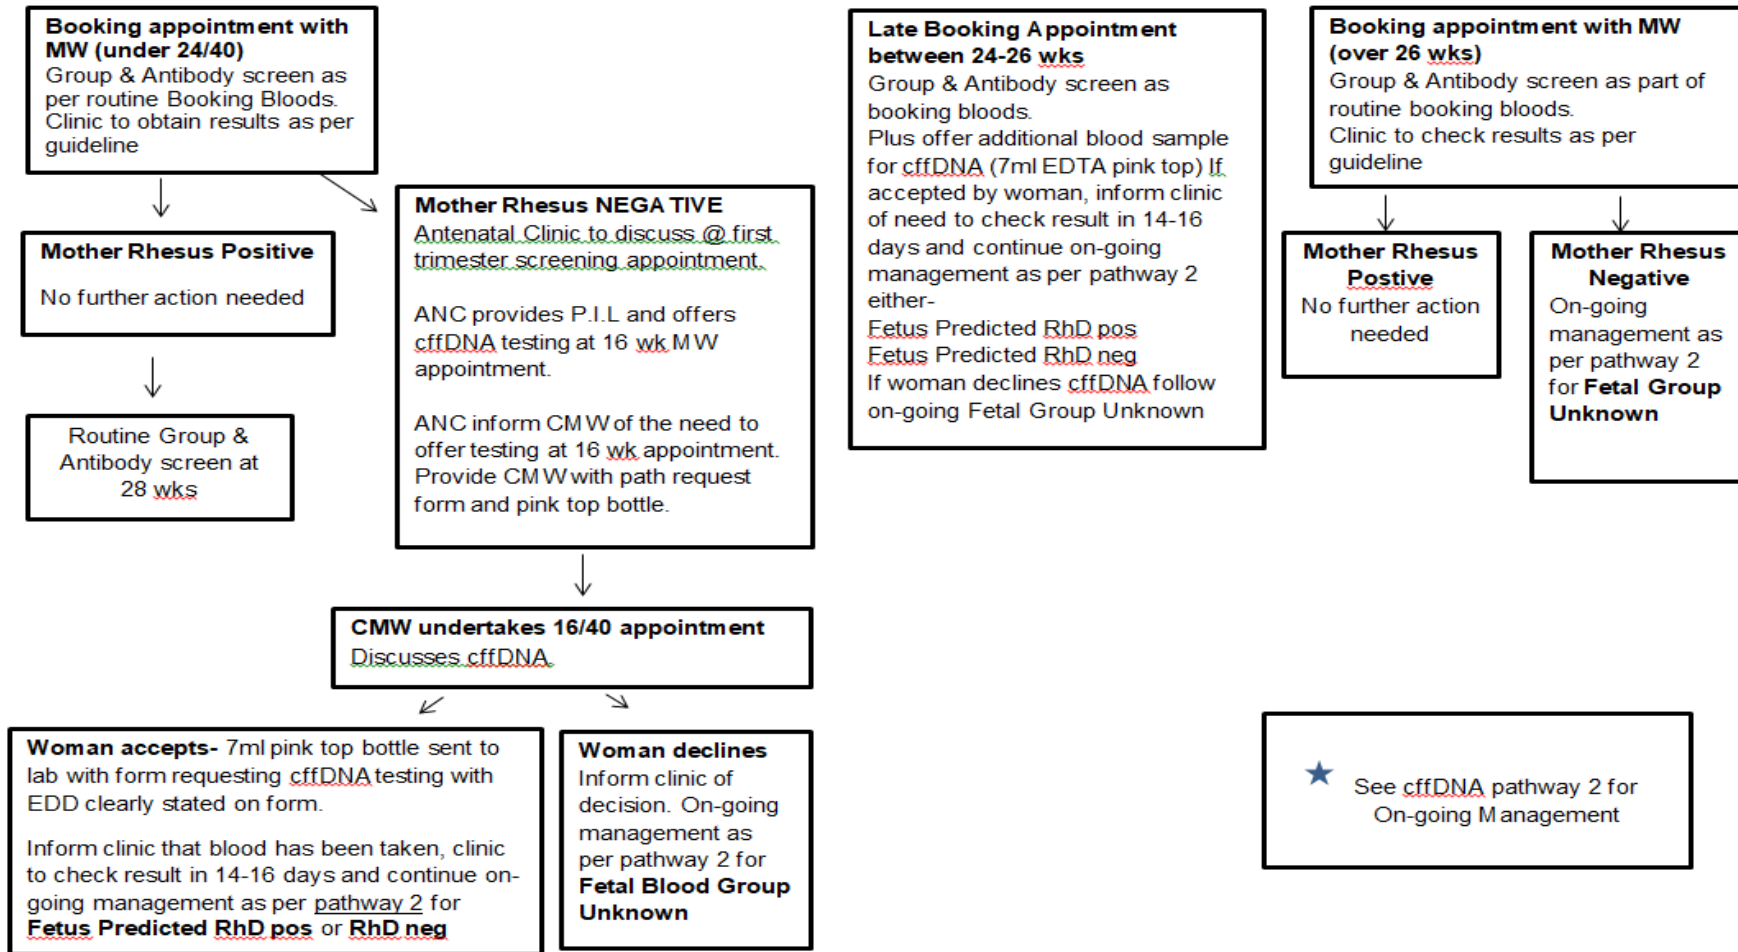 Booking appointment with
MW (under 24/40)
Group & Antibody screen as
per routine Booking Bloods.
Clinic to obtain results as per
guideline
Mother Rhesus Positive
No further action needed
Routine Group &
Antibody screen at
28 wks
Mother Rhesus NEGATIVE
Antenatal Clinic to discuss @ first
trimester screening appointment.
ANC provides P.I.L and offers
cffDNA testing at 16 wk MW
appointment.
ANC inform CMW of the need to
offer testing at 16 wk appointment.
Provide CMW with path request
form and pink top bottle.
CMW undertakes 16/40 appointment
Discusses cffDNA.
Woman accepts- 7ml pink top bottle sent to
lab with form requesting cffDNA testing with
EDD clearly stated on form.
Inform clinic that blood has been taken, clinic
to check result in 14-16 days and continue on-
going management as per pathway 2 for
Fetus Predicted RhD pos or RhD neg
Woman declines
Inform clinic of
decision. On-going
management as
per pathway 2 for
Fetal Blood Group
Unknown
Late Booking Appointment
between 24-26 wks
Group & Antibody screen as
booking bloods.
Plus offer additional blood sample
for cffDNA (7ml EDTA pink top) If
accepted by woman, inform clinic
of need to check result in 14-16
days and continue on-going
management as per pathway 2
either-
Fetus Predicted RhD pos
Fetus Predicted RhD neg
If woman declines cffDNA follow
on-going Fetal Group Unknown
Booking appointment with MW
(over 26 wks)
Group & Antibody screen as part of
routine booking bloods.
Clinic to check results as per
guideline
Mother Rhesus
Postive
No further action
needed
Mother Rhesus
Negative
On-going
management as
per pathway 2
for Fetal Group
Unknown
See cffDNA pathway 2 for
On-going Management